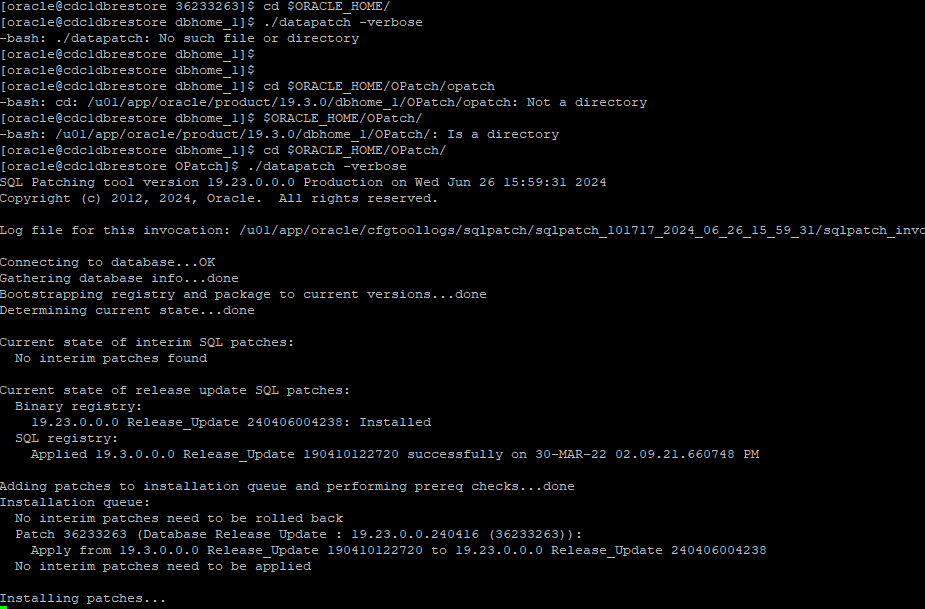 [oracle@cdc1dbrestore 36233263]$ cd $ORACLE_HOME/
[oracle@cdc1dbrestore dbhome_1]$ ./datapatch -verbose
-bash: ./datapatch: No such file or directory
[oracle@cdc1dbrestore dbhome_1]$
[oracle@cdc1dbrestore dbhome_1]$
[oracle@cdc1dbrestore dbhome_1]$ cd $ORACLE_HOME/OPatch/opatch
-bash: cd: /u01/app/oracle/product/19.3.0/dbhome_1/OPatch/opatch: Not a directory
[oracle@cdc1dbrestore dbhome_1]$ $ORACLE_HOME/OPatch/
-bash: /u01/app/oracle/product/19.3.0/dbhome_1/OPatch/: Is a directory
[oracle@cdc1dbrestore dbhome_1]$ cd $ORACLE_HOME/OPatch/
[oracle@cdc1dbrestore OPatch]$ ./datapatch -verbose
SQL Patching tool version 19.23.0.0.0 Production on Wed Jun 26 15:59:31 2024
Copyright (c) 2012, 2024, Oracle.  All rights reserved.

Log file for this invocation: /u01/app/oracle/cfgtoollogs/sqlpatch/sqlpatch_101717_2024_06_26_15_59_31/sqlpatch_invo

Connecting to database...OK
Gathering database info...done
Bootstrapping registry and package to current versions...done
Determining current state...done

Current state of interim SQL patches:
  No interim patches found

Current state of release update SQL patches:
  Binary registry:
    19.23.0.0.0 Release_Update 240406004238: Installed
  SQL registry:
    Applied 19.3.0.0.0 Release_Update 190410122720 successfully on 30-MAR-22 02.09.21.660748 PM

Adding patches to installation queue and performing prereq checks...done
Installation queue:
  No interim patches need to be rolled back
  Patch 36233263 (Database Release Update : 19.23.0.0.240416 (36233263)):
    Apply from 19.3.0.0.0 Release_Update 190410122720 to 19.23.0.0.0 Release_Update 240406004238
  No interim patches need to be applied

Installing patches...